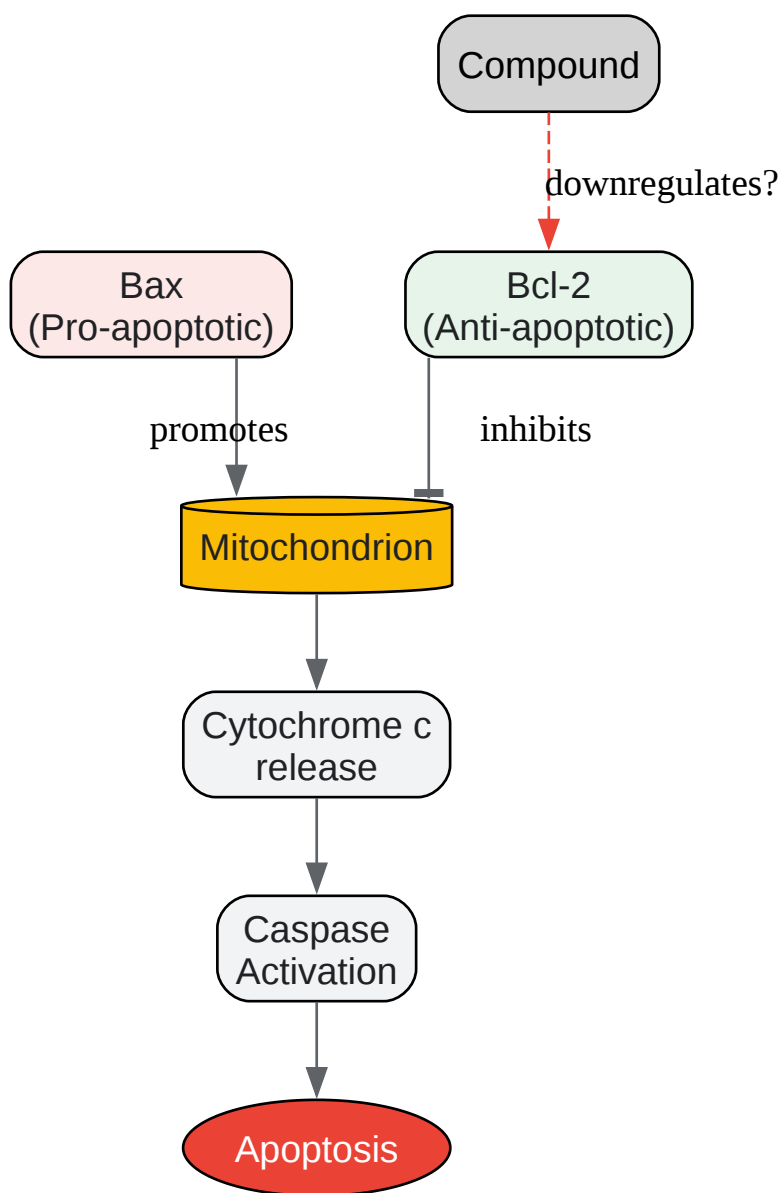 Compound
downregulates?
Bax
(Pro-apoptotic)
Bcl-2
(Anti-apoptotic)
promotes
inhibits
Mitochondrion
Cytochrome c
release
Caspase
Activation
Apoptosis